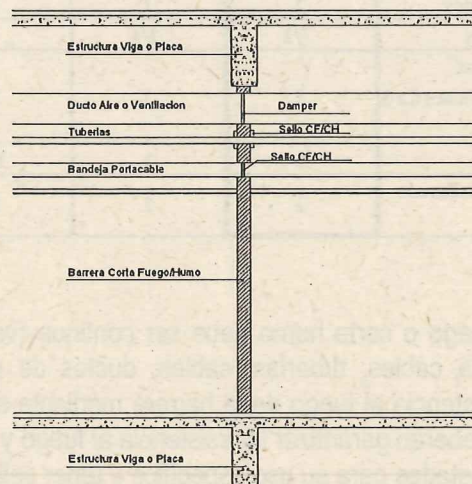 Estructura Viga o Placa
Ducto Aire o Ventilacion
Damper
Tuberias
Sello CF/CH
Sello CF/CH
Bandeja Portacable
Barrera Corta Fuego/Humo
Estructura Viga o Placa